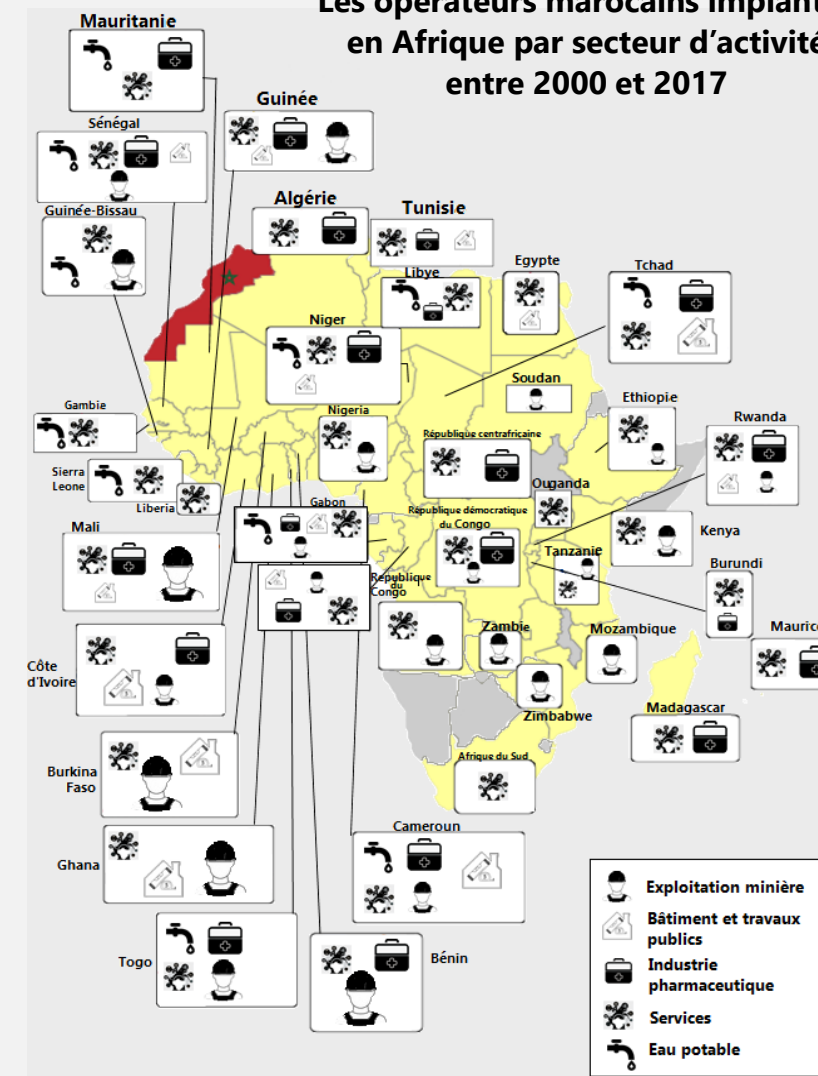 Les opérateurs marocains implant
en Afrique par secteur d'activité
entre 2000 et 2017
Mauritanie
Guinée
Sénégal
Guinée-Bissau
Algérie
Tunisie
Libye
Egypte
Tchad
Niger
Soudan
Ethiopie
Nigeria
Gambie
Rwanda
République centrafricaine
Sierra
Leone
Liberia
Ouganda
Gabon
République démocratique
du Congo
Mali
Kenya
Tanzanie
Burundi
République
du
Congo
Zambie
Mozambique
Maurice
Côte
d'Ivoire
Zimbabwe
Madagascar
Afrique du Sud
Burkina
Faso
Cameroun
Ghana
Togo
Bénin
Exploitation minière
Bâtiment et travaux
publics
Industrie
pharmaceutique
Services
Eau potable